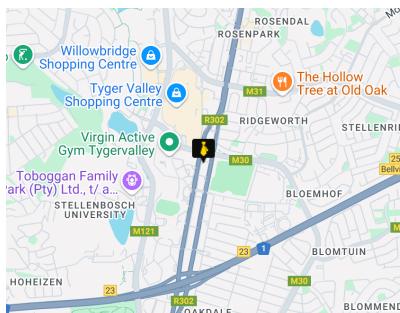 ROSENDAL
ROSENPARK
Willowbridge
Shopping Centre
Tyger Valley
Shopping Centre
The Hollow
Tree at Old Oak
M31
R302
RIDGEWORTH
STELLENRI
Virgin Active
Gym Tygervalley
M30
Toboggan Family
Park (Pty) Ltd., t/ a...
25
Bellv
BLOEMHOF
STELLENBOSCH
UNIVERSITY
M121
23
1
BLOMTUIN
HOHEIZEN
M30
23
R302
OAKDALE
BLOMMEND